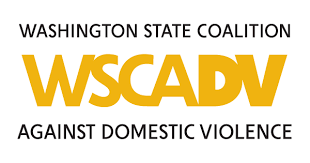 WASHINGTON STATE COALITION
WSCADV
AGAINST DOMESTIC VIOLENCE